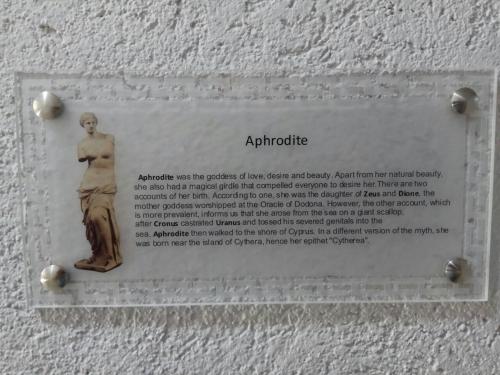 Aphrodite
Aphrodite was the goddess of love, desire and beauty. Apart from her natural beauty,
she also had a magical girdle that compelled everyone to desire her.There are two
accounts of her birth. According to one, she was the daughter of Zeus and Dione, the
mother goddess worshipped at the Oracle of Dodona. However, the other account, which
is more prevalent, informs us that she arose from the sea on a giant scallop,
after Cronus castrated Uranus and tossed his severed genitals into the
sea. Aphrodite then walked to the shore of Cyprus. In a different version of the myth, she
was born near the island of Cythera, hence her epithet "Cytherea".